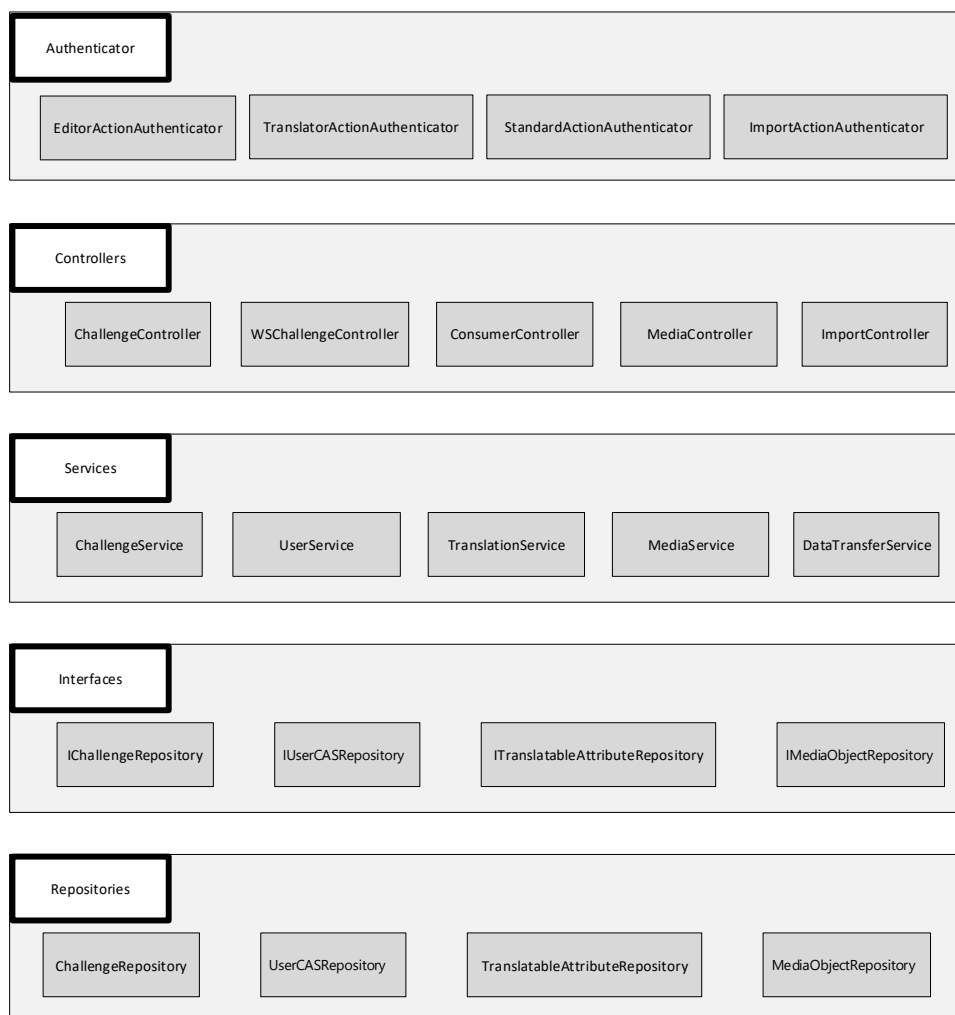 Authenticator
EditorActionAuthenticator
TranslatorActionAuthenticator
StandardActionAuthenticator
ImportActionAuthenticator
Controllers
ChallengeController
WSChallengeController
ConsumerController
MediaController
ImportController
Services
ChallengeService
UserService
TranslationService
MediaService
DataTransferService
Interfaces
IChallengeRepository
IUserCASRepository
ITranslatableAttributeRepository
IMediaObjectRepository
Repositories
ChallengeRepository
UserCASRepository
TranslatableAttributeRepository
MediaObjectRepository